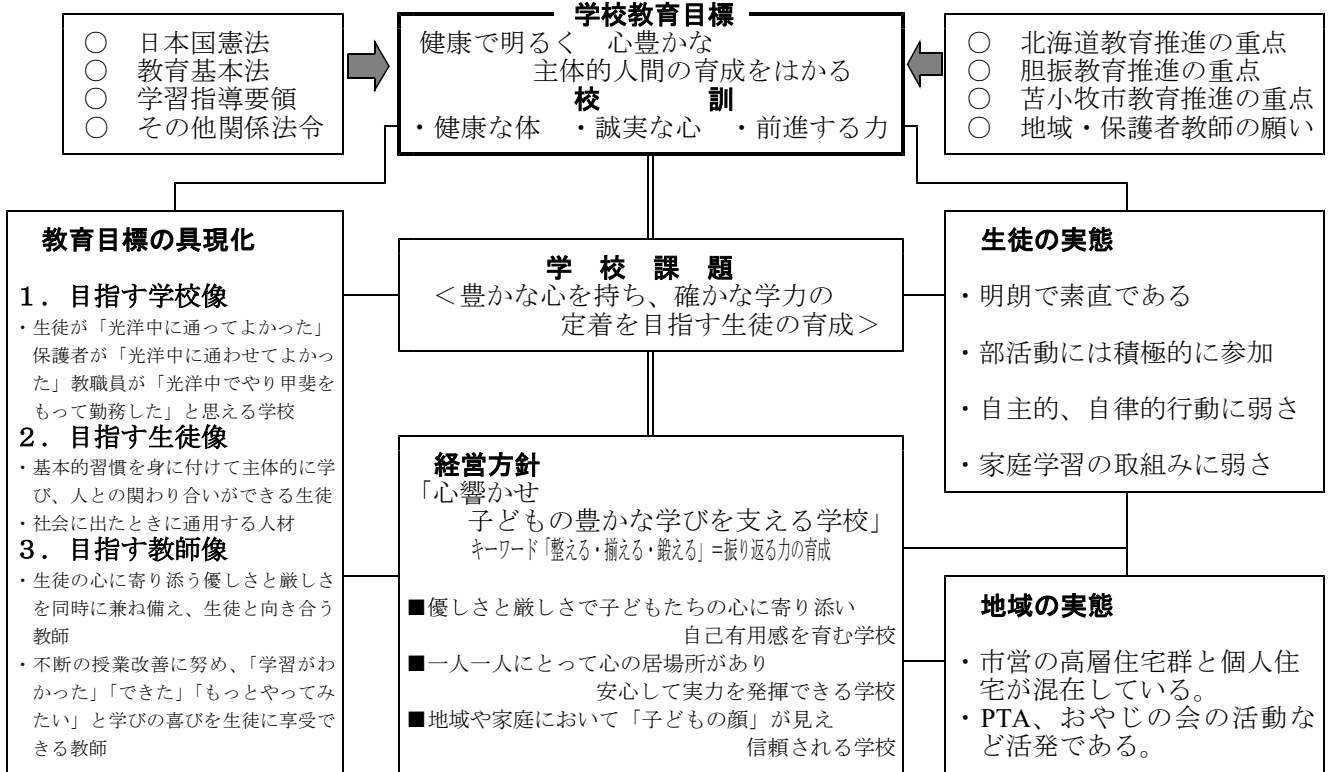 ○ 日本国憲法
○ 教育基本法
○ 学習指導要領
○ その他関係法令
学校教育目標
健康で明るく 心豊かな
主体的人間の育成をはかる
校 訓
・健康な体 ・誠実な心 ・前進する力
○ 北海道教育推進の重点
○ 胆振教育推進の重点
○ 苫小牧市教育推進の重点
○ 地域・保護者教師の願い
教育目標の具現化
1．目指す学校像
・生徒が「光洋中に通ってよかった」
保護者が「光洋中に通わせてよかっ
た」教職員が「光洋中でやり甲斐を
もって勤務した」と思える学校
2．目指す生徒像
・基本的習慣を身に付けて主体的に学
び、人との関わり合いができる生徒
・社会に出たときに通用する人材
3．目指す教師像
・生徒の心に寄り添う優しさと厳しさ
を同時に兼ね備え、生徒と向き合う
教師
・不断の授業改善に努め、「学習がわ
かった」「できた」「もっとやってみ
たい」と学びの喜びを生徒に享受で
きる教師
学 校 課 題
＜豊かな心を持ち、確かな学力の
定着を目指す生徒の育成＞
経営方針
「心響かせ
子どもの豊かな学びを支える学校」
キーワード「整える・揃える・鍛える」=振り返る力の育成
■優しさと厳しさで子どもたちの心に寄り添い
自己有用感を育む学校
■一人一人にとって心の居場所があり
安心して実力を発揮できる学校
■地域や家庭において「子どもの顔」が見え
信頼される学校
生徒の実態
・明朗で素直である
・部活動には積極的に参加
・自主的、自律的行動に弱さ
・家庭学習の取組みに弱さ
地域の実態
・市営の高層住宅群と個人住
宅が混在している。
・PTA、おやじの会の活動な
ど活発である。